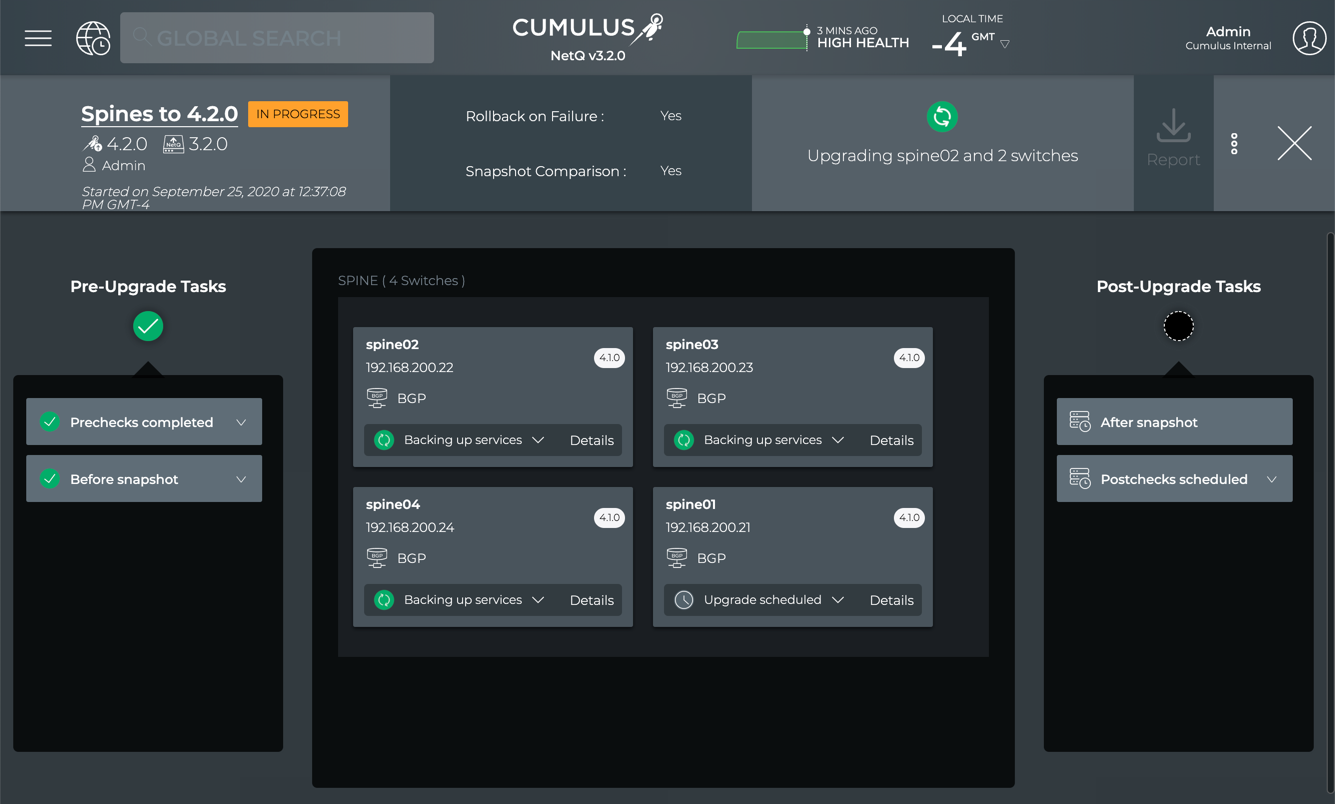 GLOBAL SEARCH
CUMULUS
NetQ v3.2.0
3 MINS AGO
HIGH HEALTH
LOCAL TIME
-4 GMT
Admin
Cumulus Internal
Spines to 4.2.0 IN PROGRESS
4.2.0 NetQ 3.2.0
Admin
Started on September 25, 2020 at 12:37:08
PM GMT-4
Rollback on Failure : Yes
Snapshot Comparison : Yes
Upgrading spine02 and 2 switches
Report
Pre-Upgrade Tasks
Prechecks completed
Before snapshot
SPINE ( 4 Switches )
spine02
192.168.200.22
4.1.0
BGP BGP
Backing up services Details
spine03
192.168.200.23
4.1.0
BGP BGP
Backing up services Details
spine04
192.168.200.24
4.1.0
BGP BGP
Backing up services Details
spine01
192.168.200.21
4.1.0
BGP BGP
Upgrade scheduled Details
Post-Upgrade Tasks
After snapshot
Postchecks scheduled